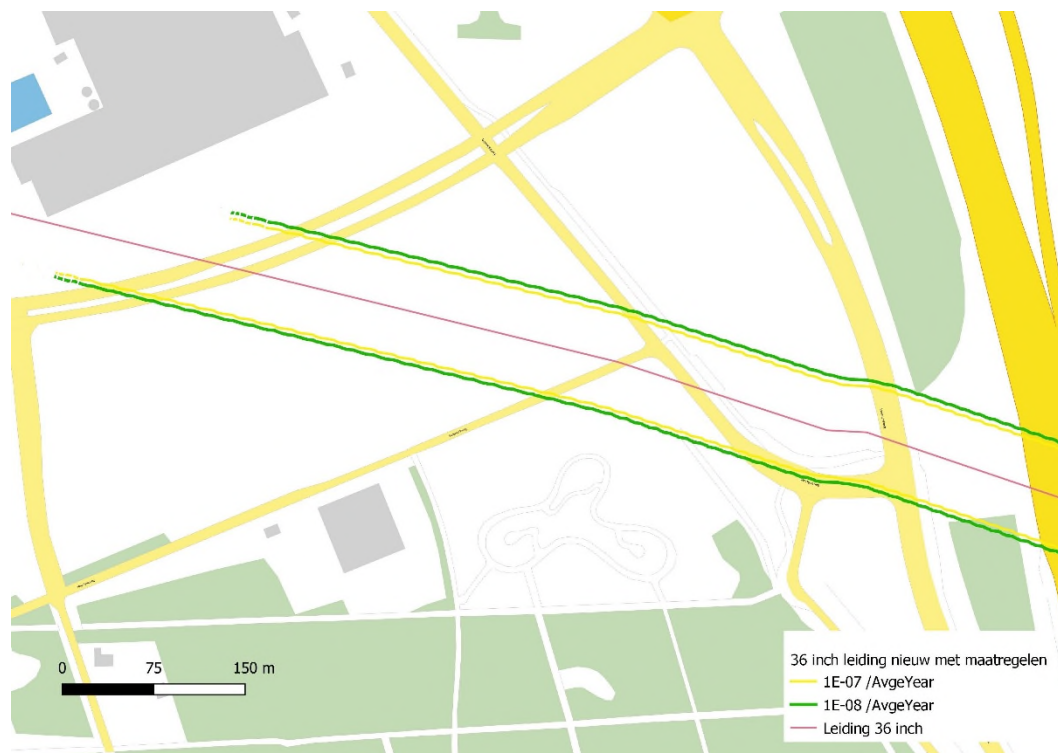 0 75 150 m
36 inch leiding nieuw met maatregelen
1E-07 /AvgeYear
1E-08 /AvgeYear
Leiding 36 inch